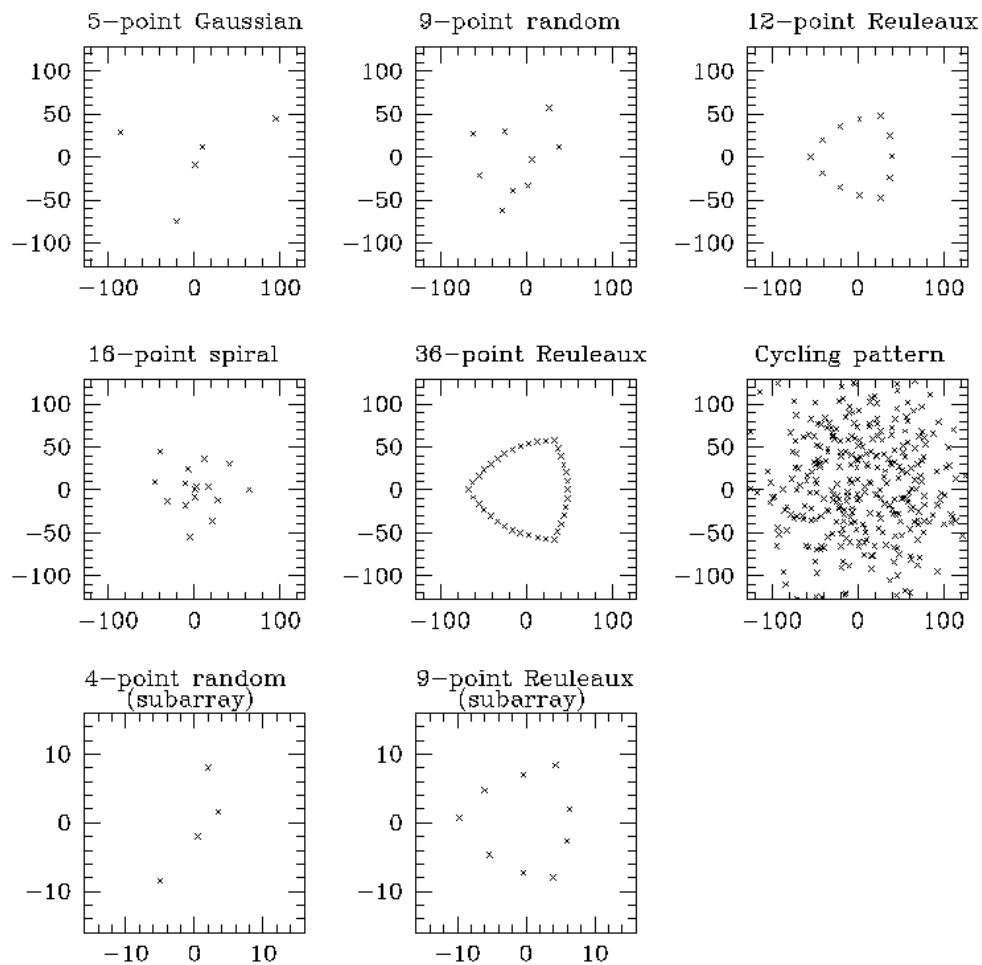 5-point Gaussian
9-point random
12-point Reuleaux
100
50
0
−50
−100
−100 0 100
100
50
0
−50
−100
−100 0 100
100
50
0
−50
−100
−100 0 100
16-point spiral
36-point Reuleaux
Cycling pattern
100
50
0
−50
−100
−100 0 100
100
50
0
−50
−100
−100 0 100
100
50
0
−50
−100
−100 0 100
4-point random
(subarray)
9-point Reuleaux
(subarray)
10
0
−10
−10 0 10
10
0
−10
−10 0 10